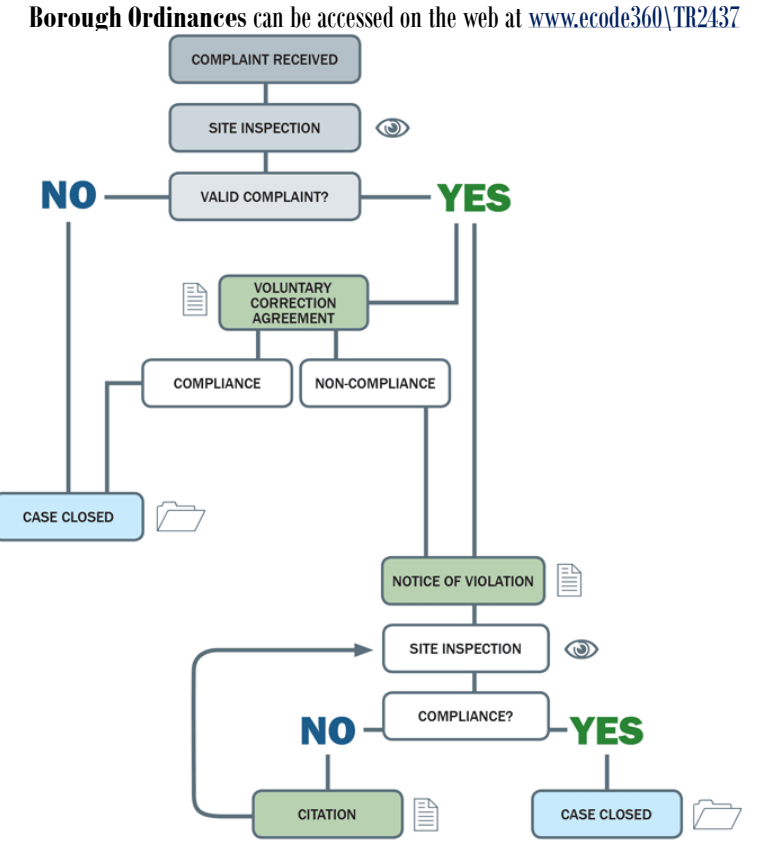 Borough Ordinances can be accessed on the web at www.ecode360\TR2437
COMPLAINT RECEIVED
SITE INSPECTION
NO
VALID COMPLAINT?
YES
VOLUNTARY
CORRECTION
AGREEMENT
COMPLIANCE
NON-COMPLIANCE
CASE CLOSED
NOTICE OF VIOLATION
SITE INSPECTION
COMPLIANCE?
NO
YES
CITATION
CASE CLOSED